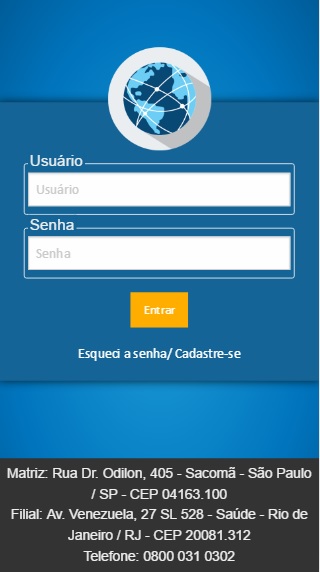 Usuário
Usuário
Senha
Senha
Entrar
Esqueci a senha/ Cadastre-se
Matriz: Rua Dr. Odilon, 405 - Sacomã - São Paulo
/ SP - CEP 04163.100
Filial: Av. Venezuela, 27 SL 528 - Saúde - Rio de
Janeiro / RJ - CEP 20081.312
Telefone: 0800 031 0302